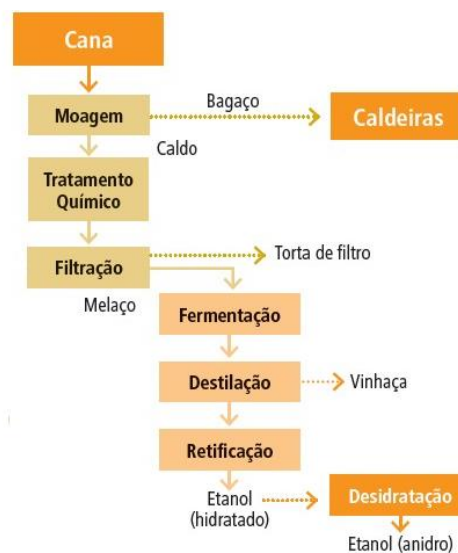 Cana
Bagaço
Moagem
Caldeiras
Caldo
Tratamento
Químico
Torta de filtro
Filtração
Melaço
Fermentação
Destilação
Vinhaça
Retificação
Etanol
(hidratado)
Desidratação
Etanol (anidro)